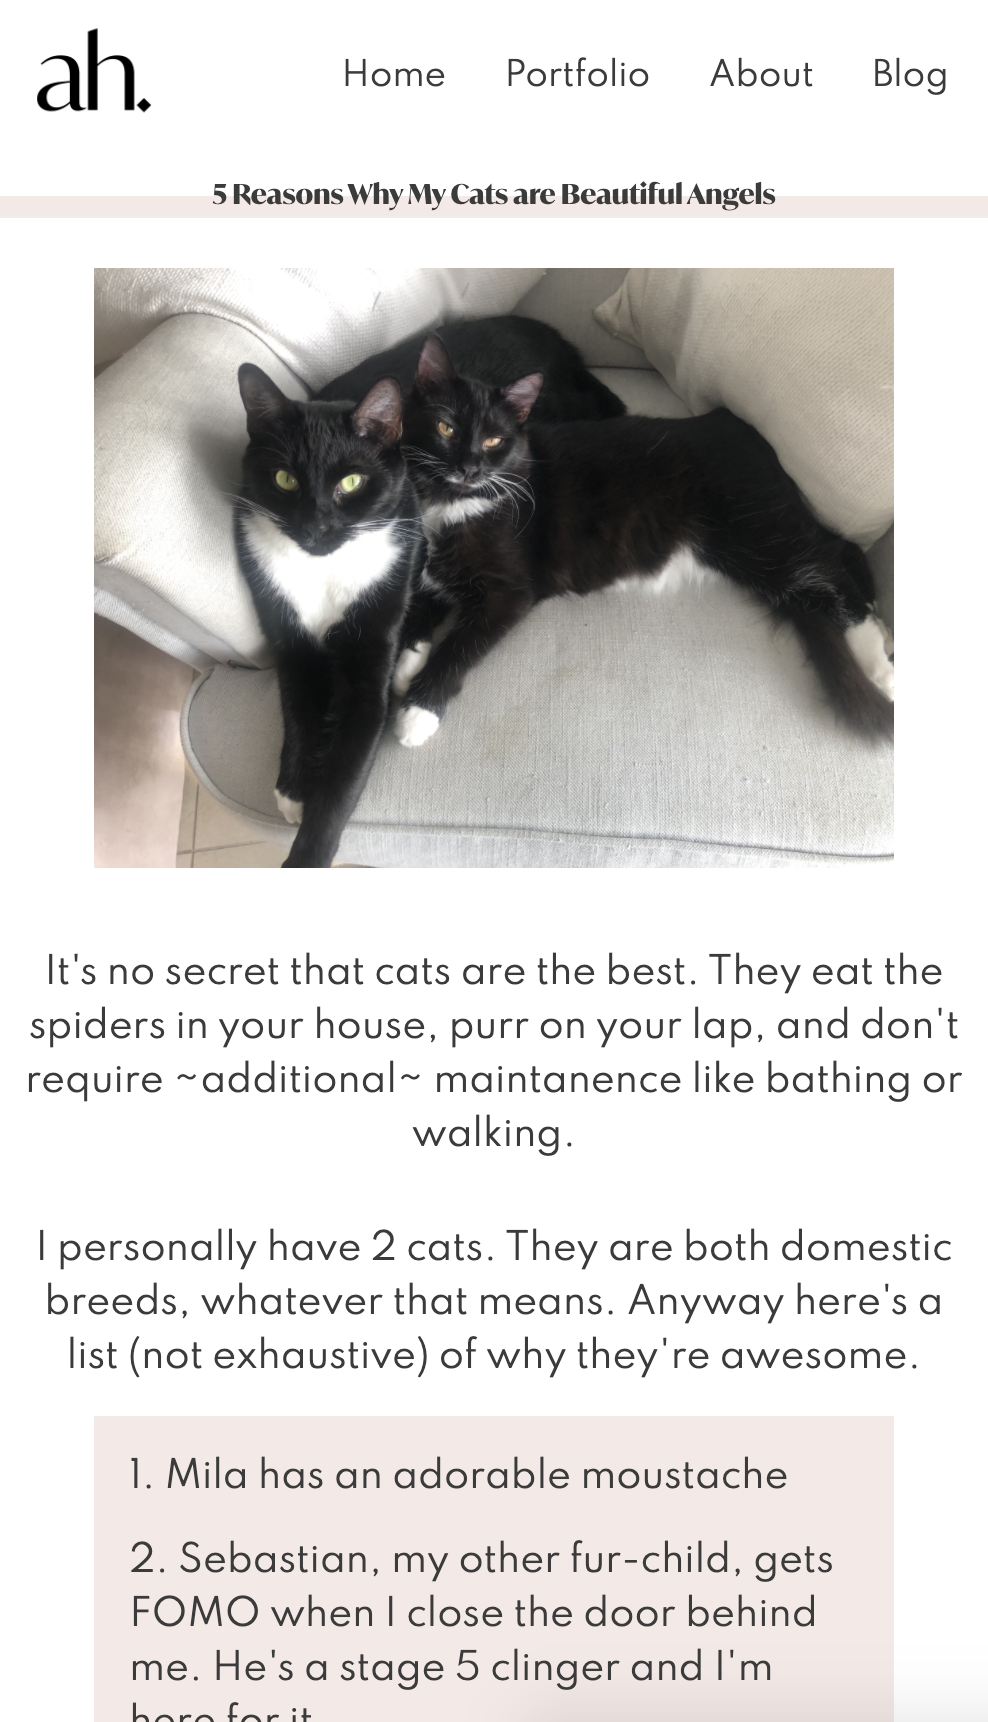 ah.
Home Portfolio About Blog
5 Reasons Why My Cats are Beautiful Angels
It's no secret that cats are the best. They eat the
spiders in your house, purr on your lap, and don't
require ~additional~ maintanence like bathing or
walking.
I personally have 2 cats. They are both domestic
breeds, whatever that means. Anyway here's a
list (not exhaustive) of why they're awesome.
1. Mila has an adorable moustache
2. Sebastian, my other fur-child, gets
FOMO when I close the door behind
me. He's a stage 5 clinger and I'm
here for it